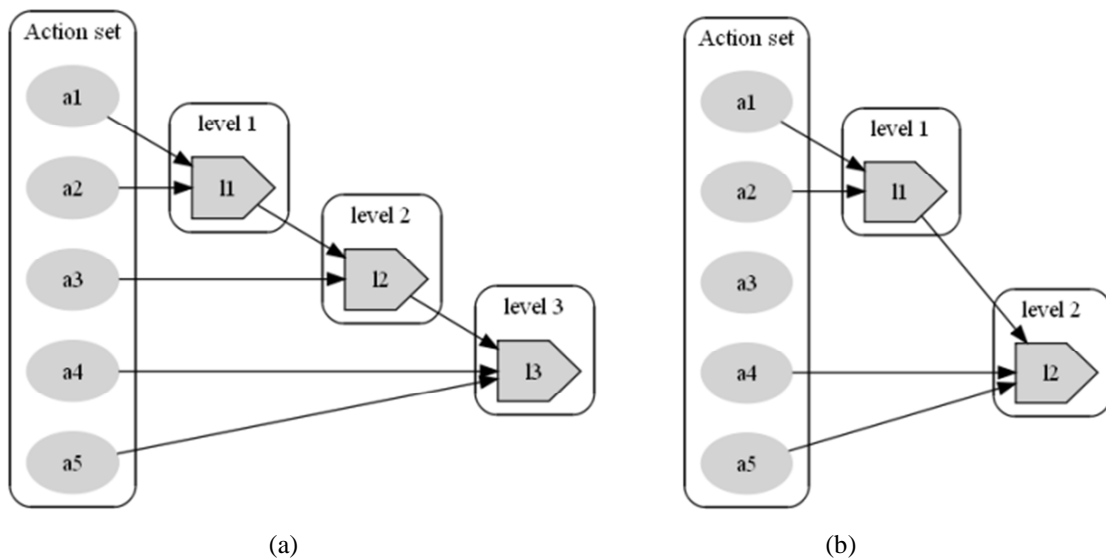 Action set
a1
a2
a3
a4
a5
level 1
l1
level 2
l2
level 3
l3
(a)
Action set
a1
a2
a3
a4
a5
level 1
l1
level 2
l2
(b)